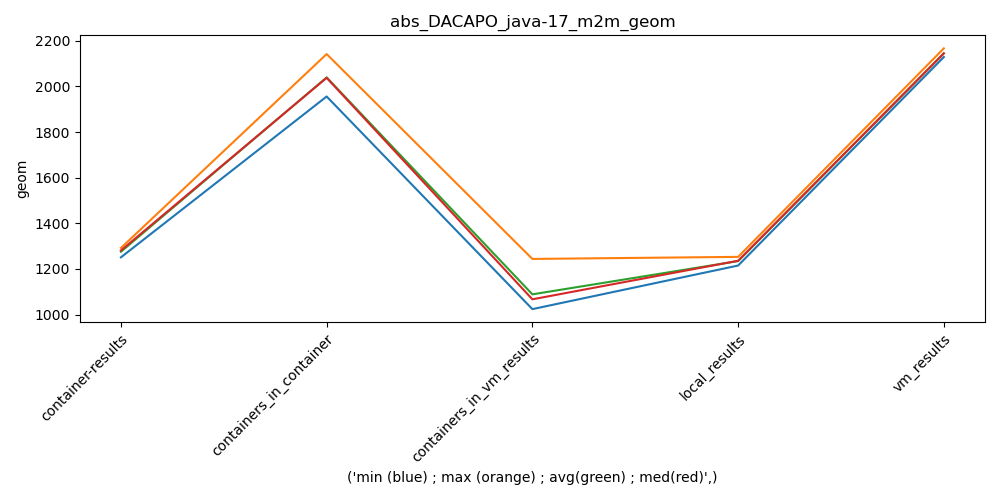 abs_DACAPO_java-17_m2m_geom
geom
2200
2000
1800
1600
1400
1200
1000
container-results
containers_in_container
containers_in_vm_results
local_results
vm_results
('min (blue) ; max (orange) ; avg(green) ; med(red)',)